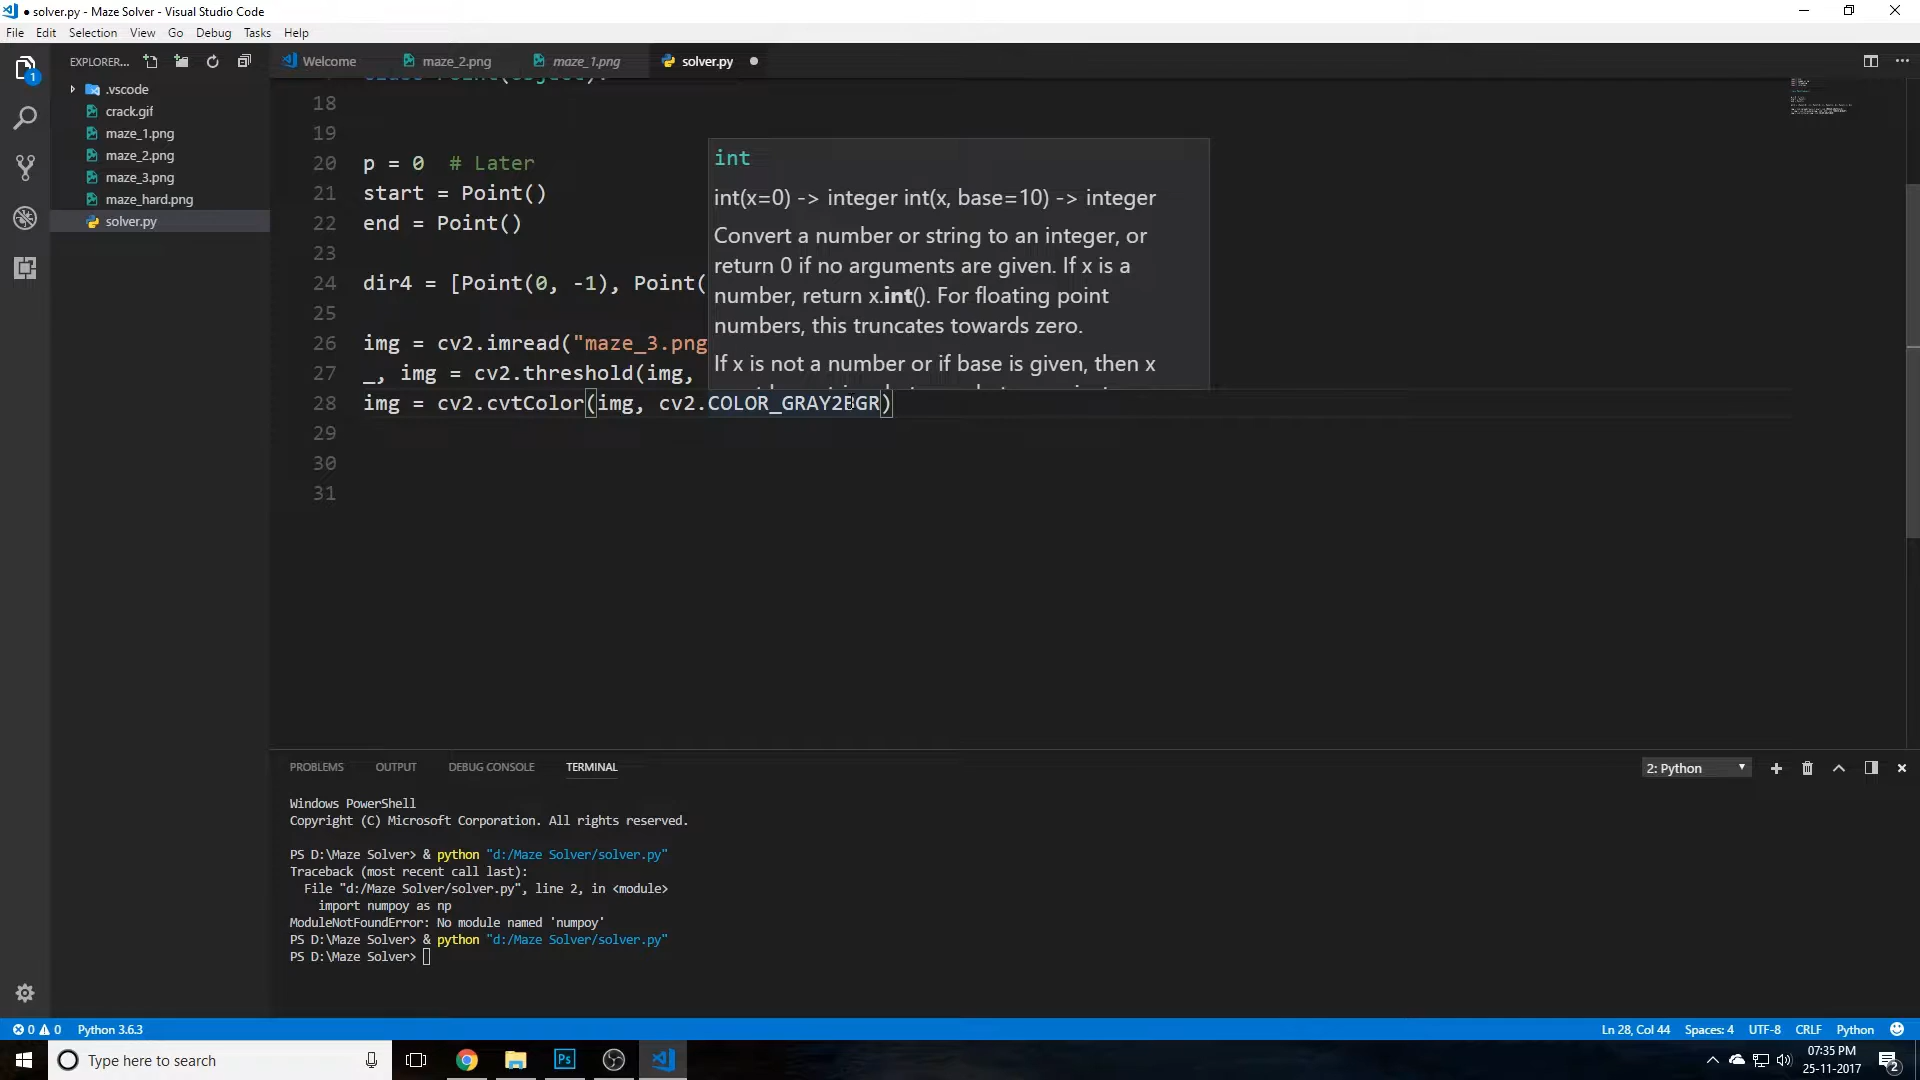 ● solver.py - Maze Solver - Visual Studio Code
File Edit Selection View Go Debug Tasks Help
EXPLORER...
Welcome
maze_2.png
maze_1.png
solver.py ●
1
.vscode
crack.gif
maze_1.png
maze_2.png
maze_3.png
maze_hard.png
solver.py
18
19
20 p = 0 # Later
21 start = Point()
22 end = Point()
23
24 dir4 = [Point(0, -1), Point(
25
26 img = cv2.imread("maze_3.png
27 _, img = cv2.threshold(img,
28 img = cv2.cvtColor(img, cv2.COLOR_GRAY2BGR)
29
30
31
int
int(x=0) -> integer int(x, base=10) -> integer
Convert a number or string to an integer, or
return 0 if no arguments are given. If x is a
number, return x.int(). For floating point
numbers, this truncates towards zero.
If x is not a number or if base is given, then x
PROBLEMS OUTPUT DEBUG CONSOLE TERMINAL
2: Python
Windows PowerShell
Copyright (C) Microsoft Corporation. All rights reserved.
PS D:\Maze Solver> & python "d:/Maze Solver/solver.py"
Traceback (most recent call last):
File "d:/Maze Solver/solver.py", line 2, in <module>
import numpoy as np
ModuleNotFoundError: No module named 'numpoy'
PS D:\Maze Solver> & python "d:/Maze Solver/solver.py"
PS D:\Maze Solver>
0 0 Python 3.6.3
Ln 28, Col 44 Spaces: 4 UTF-8 CRLF Python
Type here to search
Ps
07:35 PM
25-11-2017
2